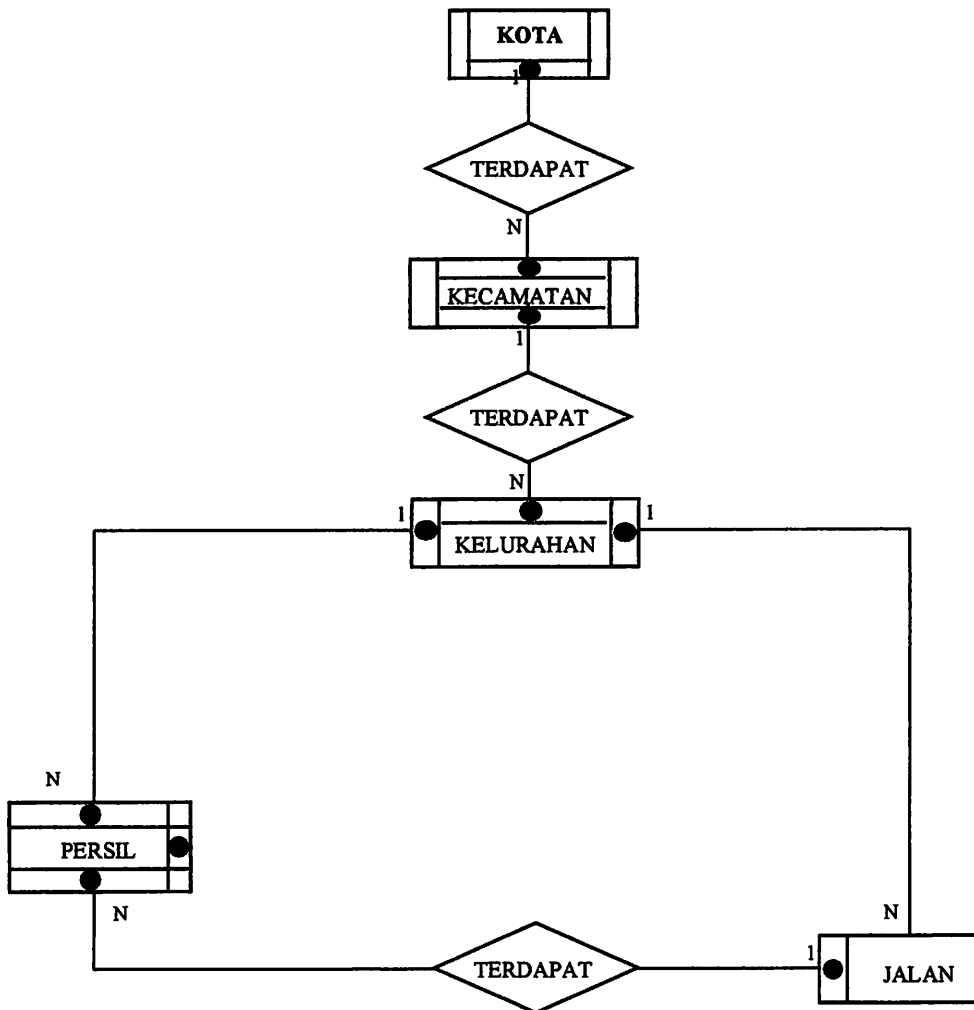 KOTA
1
TERDAPAT
N
KECAMATAN
1
TERDAPAT
N
1
1
KELURAHAN
N
PERSIL
N
N
1
TERDAPAT
JALAN